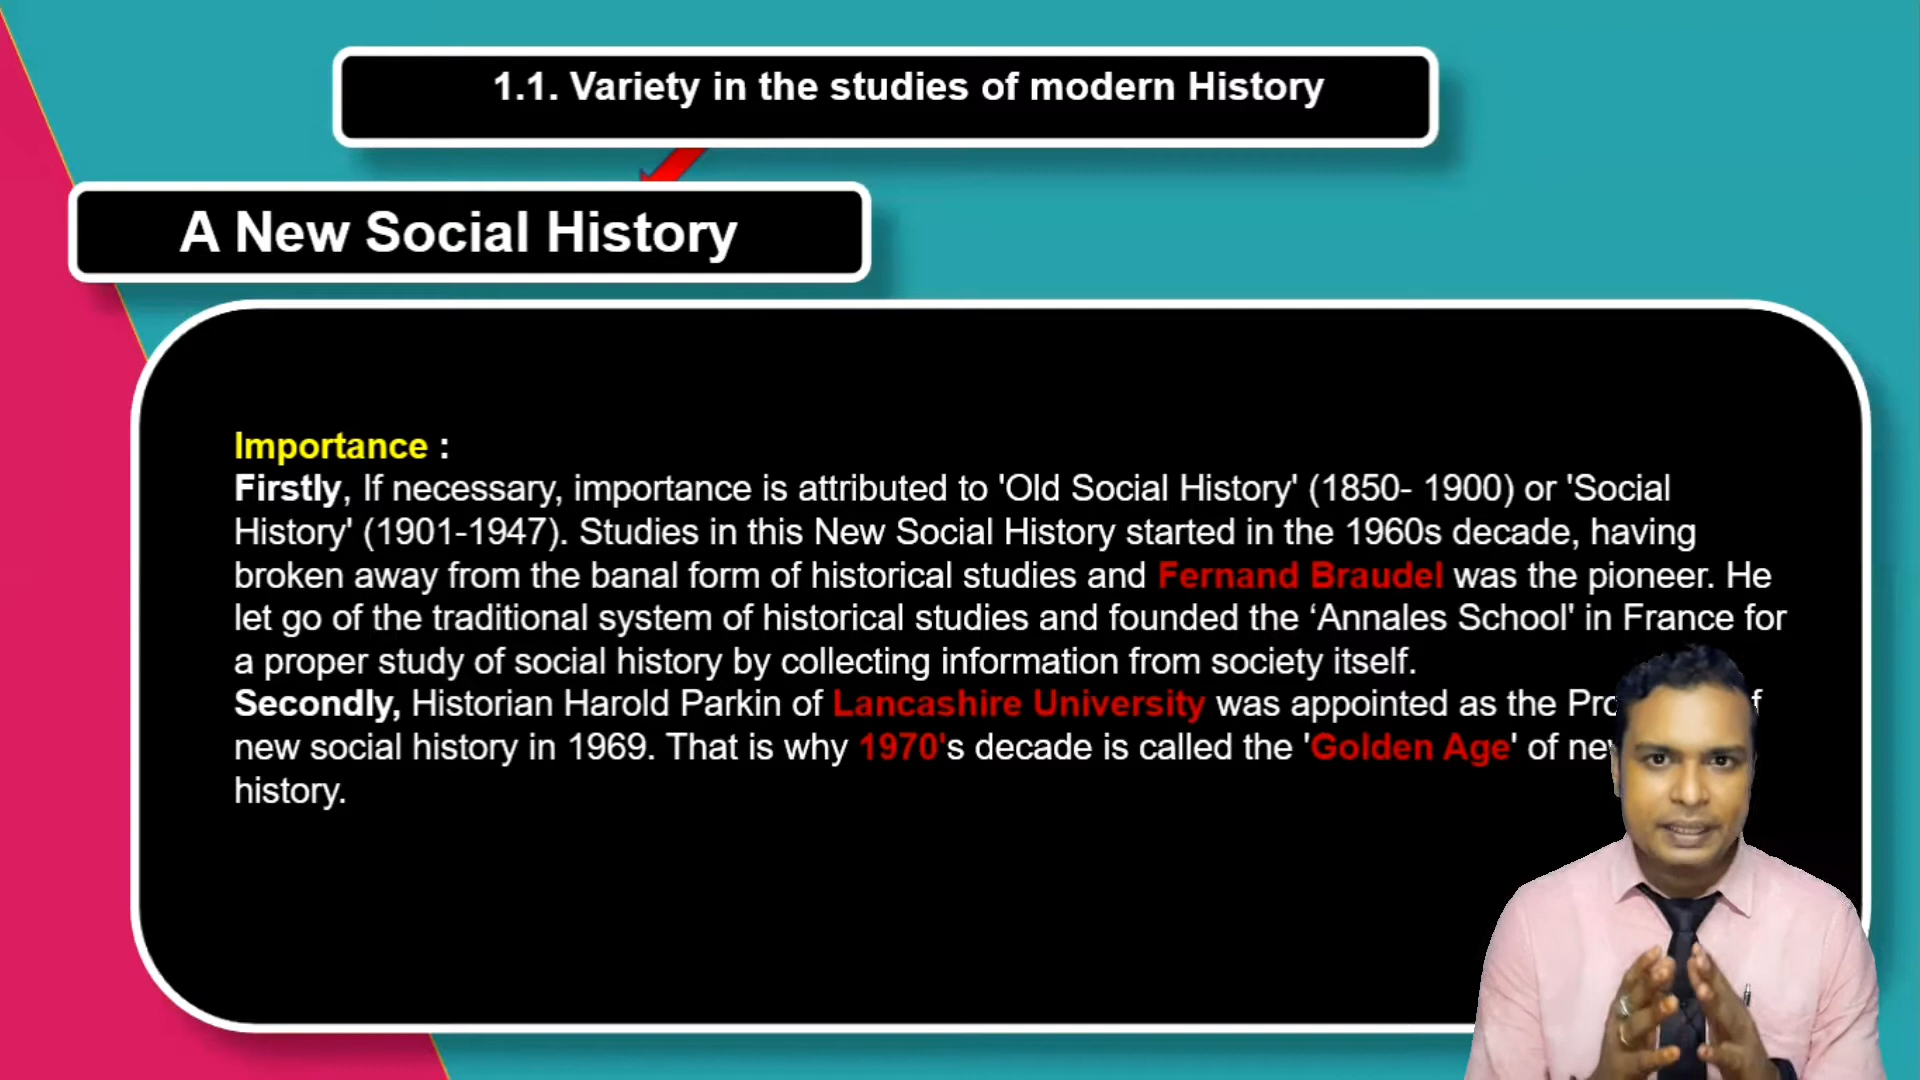 1.1. Variety in the studies of modern History
A New Social History
Importance :
Firstly, If necessary, importance is attributed to 'Old Social History' (1850- 1900) or 'Social
History' (1901-1947). Studies in this New Social History started in the 1960s decade, having
broken away from the banal form of historical studies and Fernand Braudel was the pioneer. He
let go of the traditional system of historical studies and founded the ‘Annales School' in France for
a proper study of social history by collecting information from society itself.
Secondly, Historian Harold Parkin of Lancashire University was appointed as the
new social history in 1969. That is why 1970's decade is called the 'Golden Age' of
history.